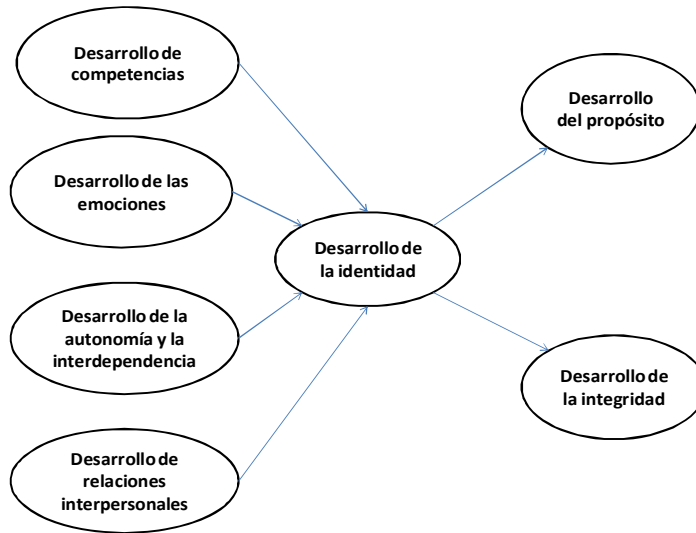 Desarrollo de
competencias
Desarrollo de las
emociones
Desarrollo de la
autonomía y la
interdependencia
Desarrollo de
relaciones
interpersonales
Desarrollo de
la identidad
Desarrollo
del propósito
Desarrollo de
la integridad